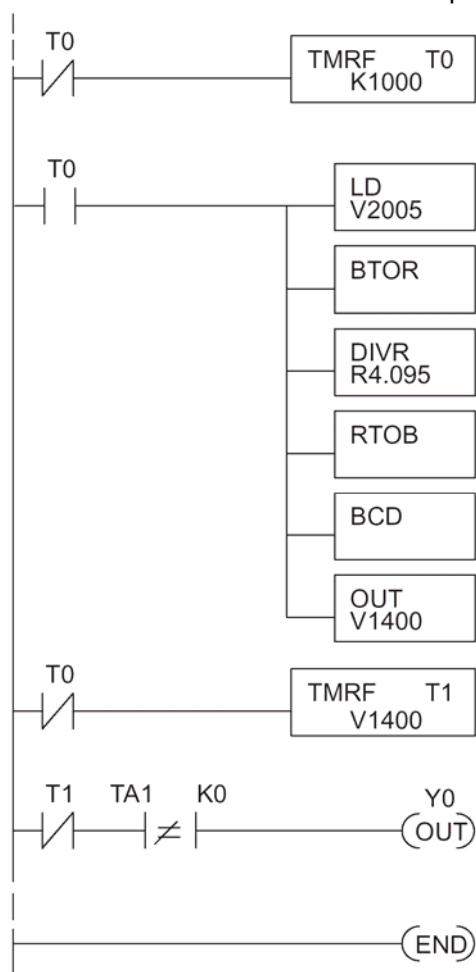 T0
TMRF T0
K1000
T0
LD
V2005
BTOR
DIVR
R4.095
RTOB
BCD
OUT
V1400
T0
TMRF T1
V1400
T1 TA1 K0 Y0
≠ OUT
END